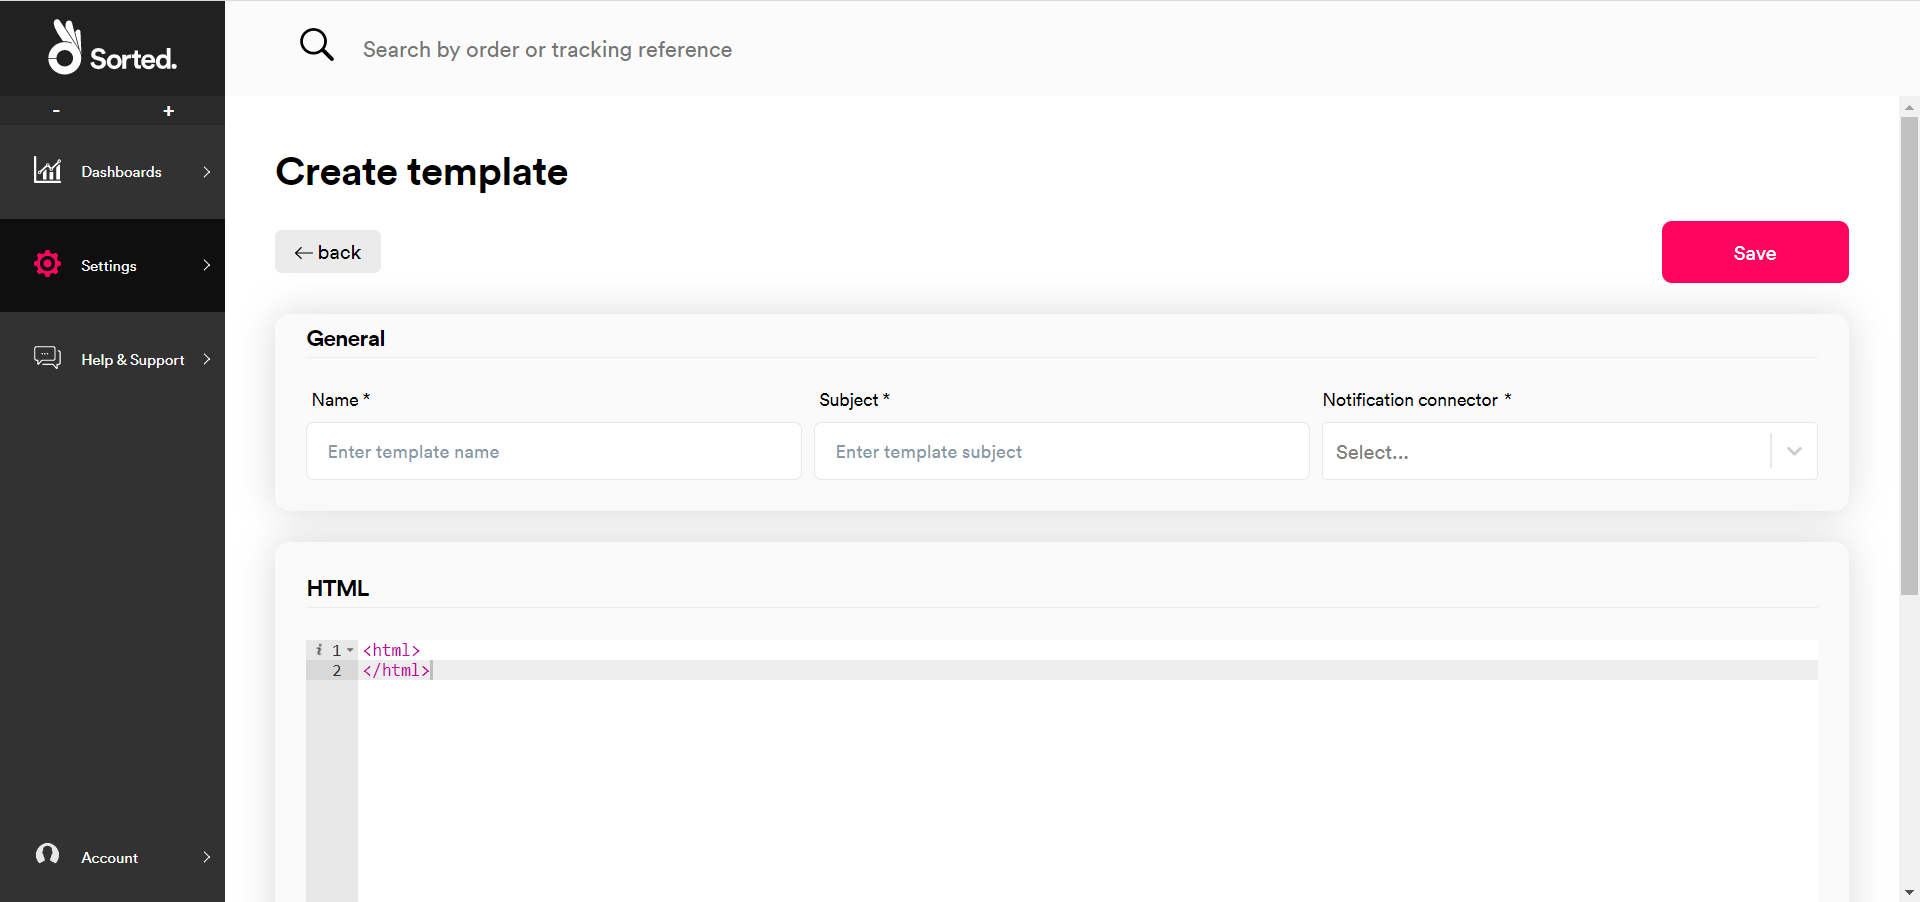 Sorted.
Search by order or tracking reference
- +
Dashboards
Settings
Help & Support
Account
Create template
back
Save
General
Name *
Subject *
Notification connector *
Enter template name
Enter template subject
Select...
HTML
i 1 <html>
2 </html>